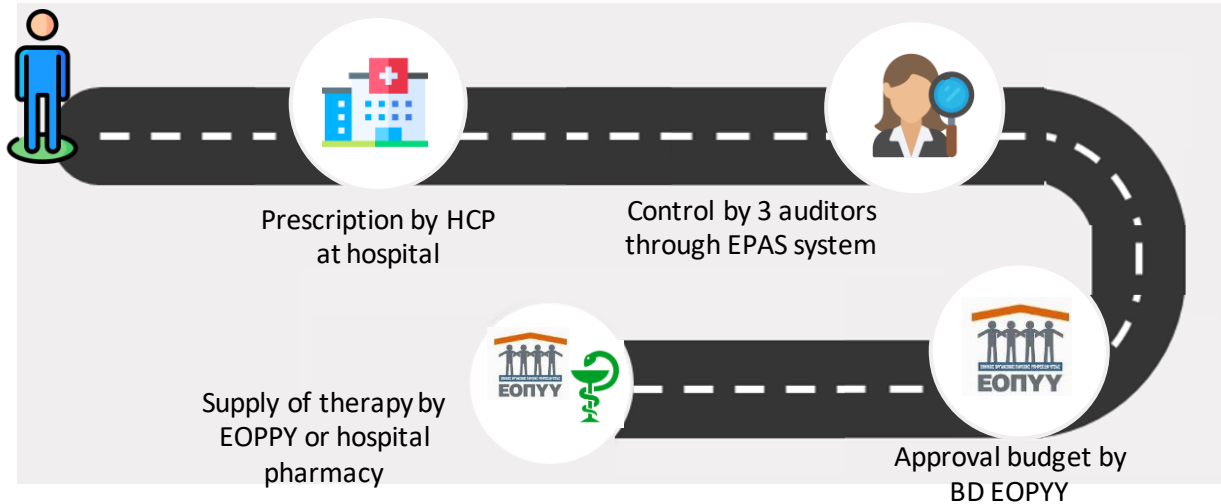 Prescription by HCP
at hospital
Control by 3 auditors
through EPAS system
ΕΟΠΥΥ
Approval budget by
BD EOPYY
ΕΟΠΥΥ
Supply of therapy by
EOPPY or hospital
pharmacy